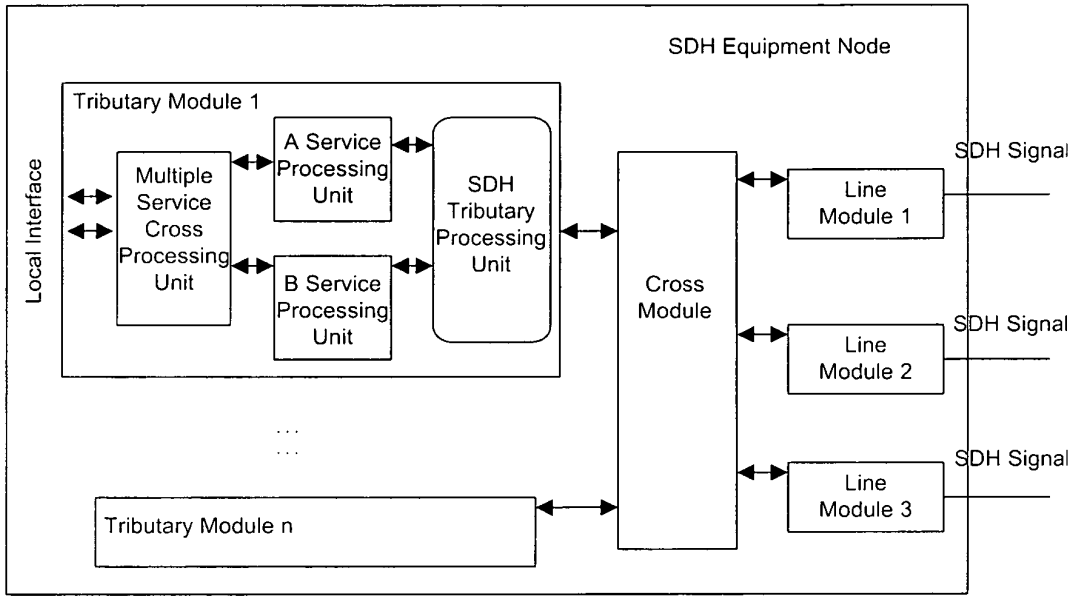 SDH Equipment Node
Tributary Module 1
Local Interface
Multiple
Service
Cross
Processing
Unit
A Service
Processing
Unit
B Service
Processing
Unit
SDH
Tributary
Processing
Unit
Cross
Module
SDH Signal
Line
Module 1
SDH Signal
Line
Module 2
SDH Signal
Line
Module 3
...
...
Tributary Module n